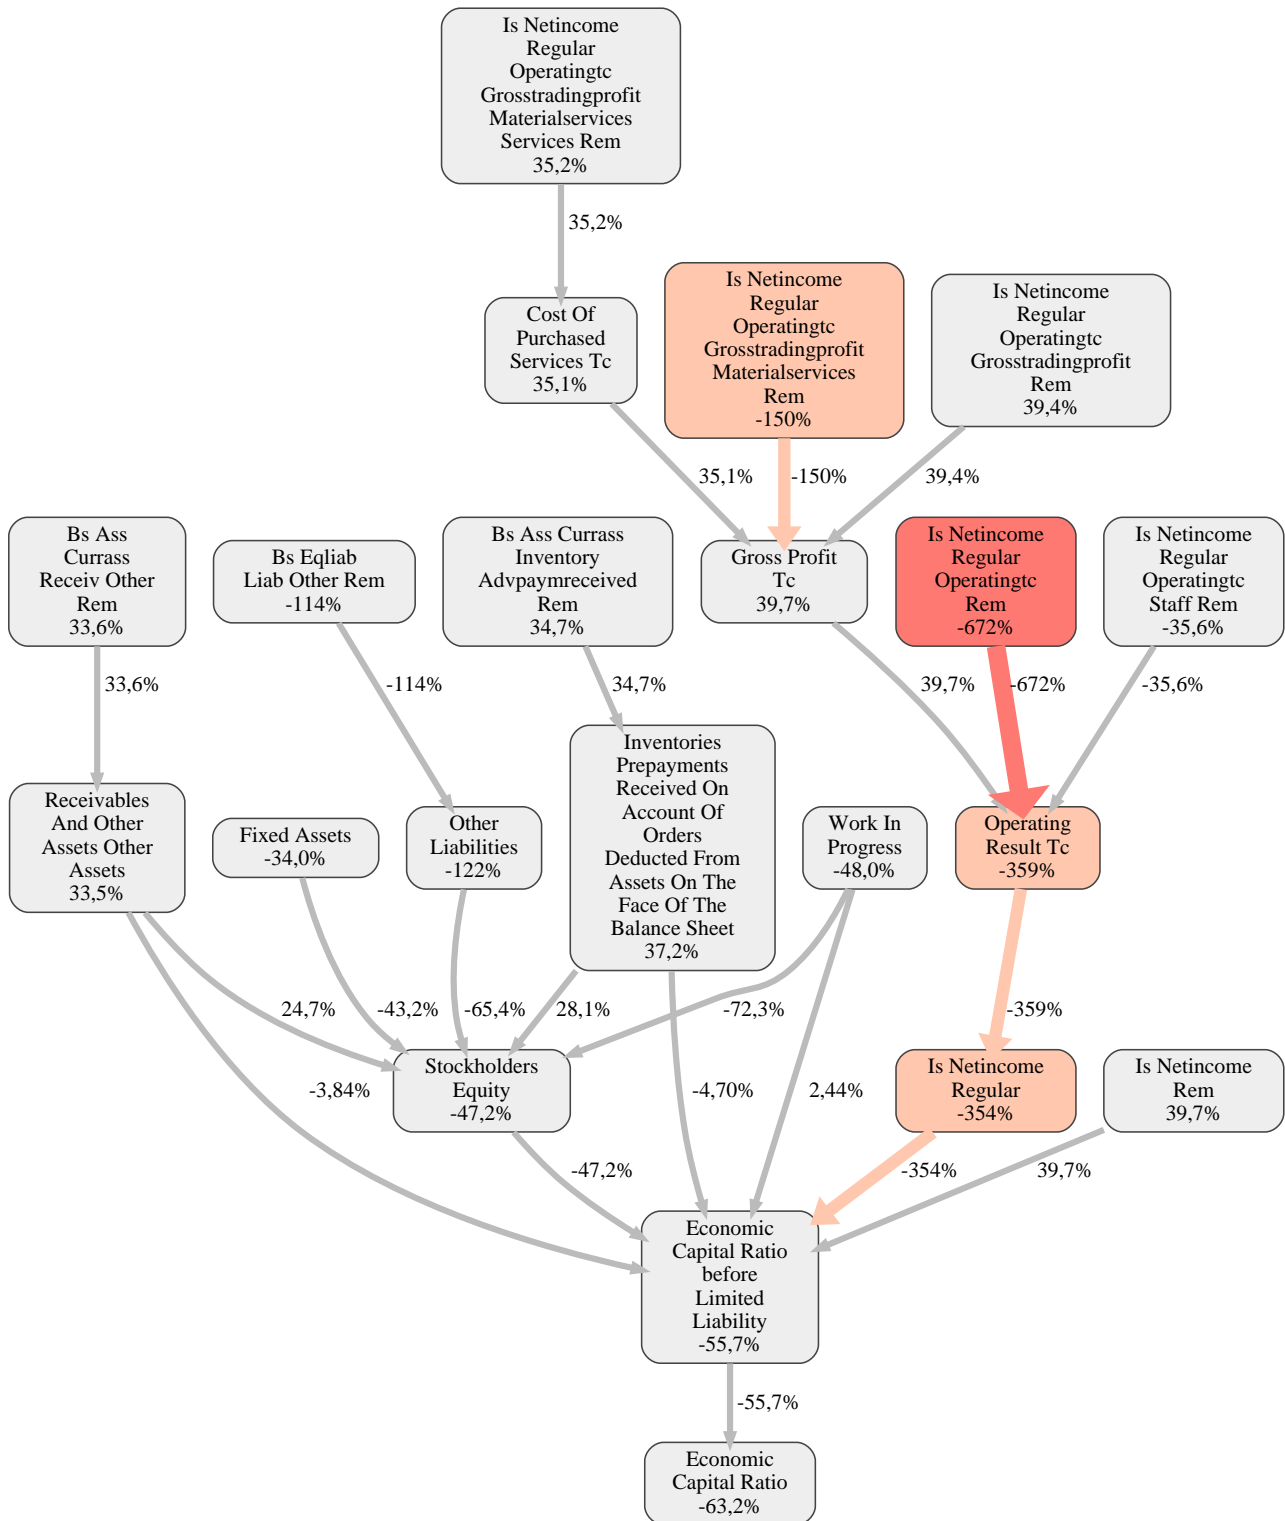 Is Netincome
Regular
Operatingtc
Grosstradingprofit
Materialservices
Services Rem
35,2%
35,2%
Cost Of
Purchased
Services Tc
35,1%
Is Netincome
Regular
Operatingtc
Grosstradingprofit
Materialservices
Rem
-150%
Is Netincome
Regular
Operatingtc
Grosstradingprofit
Rem
39,4%
35,1%
-150%
39,4%
Bs Ass
Currass
Receiv Other
Rem
33,6%
Bs Eqliab
Liab Other Rem
-114%
Bs Ass Currass
Inventory
Advpaymreceived
Rem
34,7%
Gross Profit
Tc
39,7%
Is Netincome
Regular
Operatingtc
Rem
-672%
Is Netincome
Regular
Operatingtc
Staff Rem
-35,6%
33,6%
-114%
34,7%
39,7%
-672%
-35,6%
Receivables
And Other
Assets Other
Assets
33,5%
Fixed Assets
-34,0%
Other
Liabilities
-122%
Inventories
Prepayments
Received On
Account Of
Orders
Deducted From
Assets On The
Face Of The
Balance Sheet
37,2%
Work In
Progress
-48,0%
Operating
Result Tc
-359%
24,7%
-43,2%
-65,4%
28,1%
-72,3%
-359%
Stockholders
Equity
-47,2%
Is Netincome
Regular
-354%
Is Netincome
Rem
39,7%
-3,84%
-4,70%
2,44%
-47,2%
-354%
39,7%
Economic
Capital Ratio
before
Limited
Liability
-55,7%
-55,7%
Economic
Capital Ratio
-63,2%